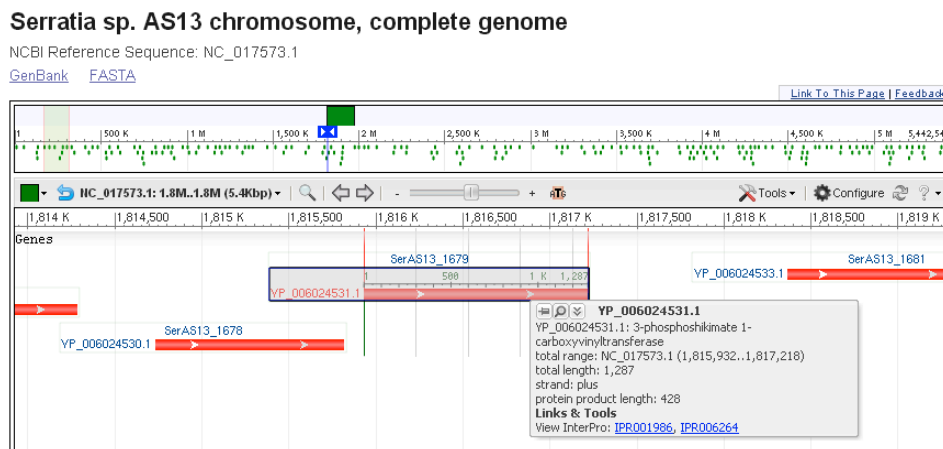 Serratia sp. AS13 chromosome, complete genome
NCBI Reference Sequence: NC_017573.1
GenBank FASTA
Link To This Page | Feedback
1 500 K 1 M 1,500 K 2 M 2,500 K 3 M 3,500 K 4 M 4,500 K 5 M 5,442,5
NC_017573.1: 1.8M..1.8M (5.4Kbp) - + ATG Tools Configure ?
1,814 K 1,814,500 1,815 K 1,815,500 1,816 K 1,816,500 1,817 K 1,817,500 1,818 K 1,818,500 1,819 K
Genes
SerAS13_1679 SerAS13_1681
1 500 1 K 1,287
YP_006024533.1
YP_006024531.1
SerAS13_1678
YP_006024530.1
YP_006024531.1
YP_006024531.1: 3-phosphoshikimate 1-
carboxyvinyltransferase
total range: NC_017573.1 (1,815,932..1,817,218)
total length: 1,287
strand: plus
protein product length: 428
Links & Tools
View InterPro: IPR001986, IPR006264